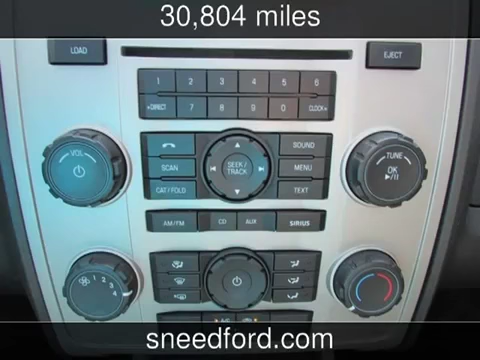 30,804 miles
LOAD
EJECT
1 2 3 4 5 6
DIRECT 7 8 9 0 CLOCK
VOL
SOUND
TUNE
SCAN
SEEK/
TRACK
MENU
OK
CAT/FOLD
TEXT
AM/FM
CD
AUX
SIRIUS
1 2 3 4
A/C
sneedford.com